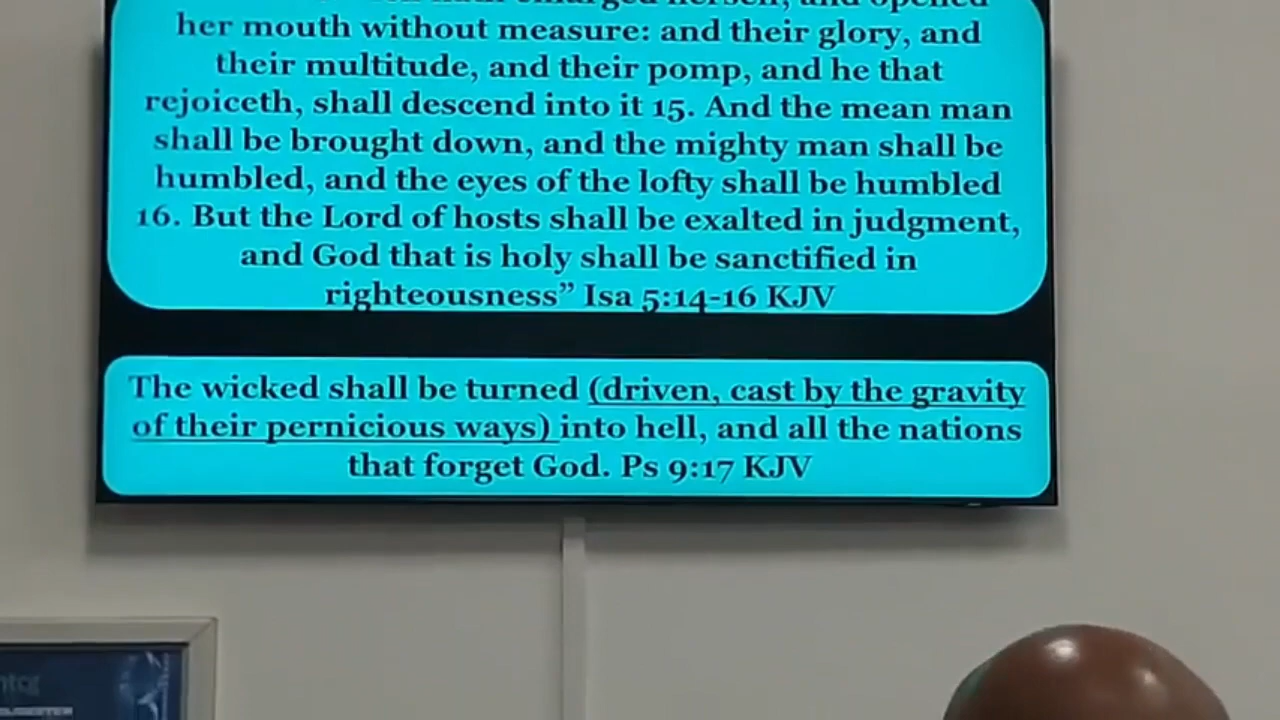 enlarged herself, and opened
her mouth without measure: and their glory, and
their multitude, and their pomp, and he that
rejoiceth, shall descend into it 15. And the mean man
shall be brought down, and the mighty man shall be
humbled, and the eyes of the lofty shall be humbled
16. But the Lord of hosts shall be exalted in judgment,
and God that is holy shall be sanctified in
righteousness” Isa 5:14-16 KJV
The wicked shall be turned (driven, cast by the gravity
of their pernicious ways) into hell, and all the nations
that forget God. Ps 9:17 KJV